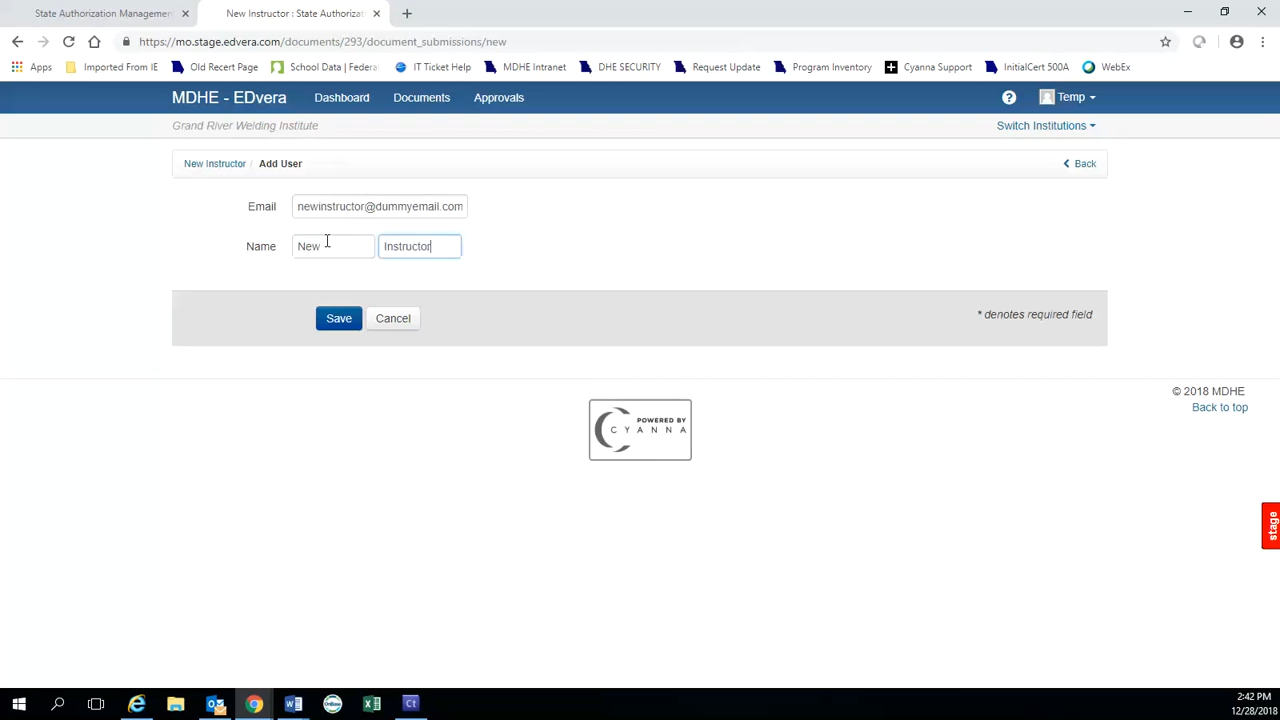 State Authorization Managemen
New Instructor : State Authorizat
https://mo.stage.edvera.com/documents/293/document_submissions/new
Apps Imported From IE Old Recert Page School Data | Federal IT Ticket Help MDHE Intranet DHE SECURITY Request Update Program Inventory Cyanna Support InitialCert 500A WebEx
MDHE - EDvera Dashboard Documents Approvals Temp
Grand River Welding Institute Switch Institutions
New Instructor / Add User Back
Email newinstructor@dummyemail.com
Name New Instructor
Save Cancel * denotes required field
© 2018 MDHE
Back to top
POWERED BY
CYANNA
stage
2:42 PM
12/28/2018